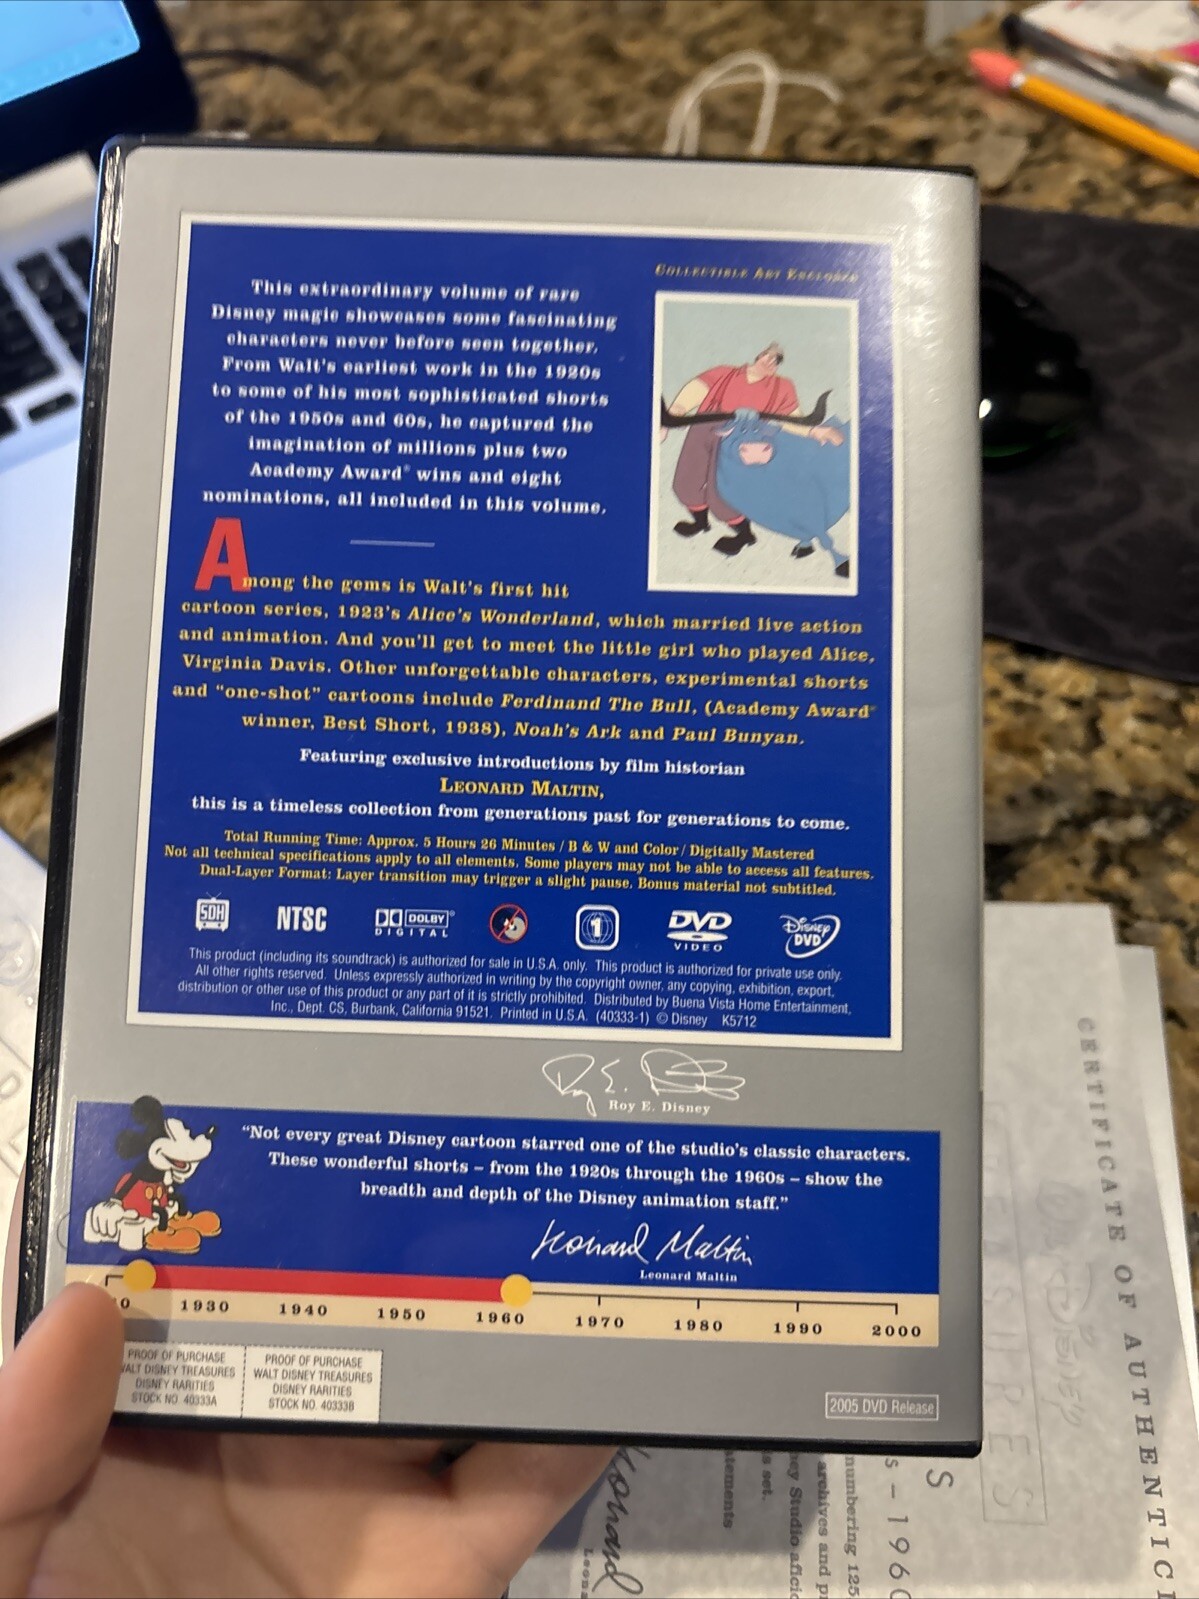 COLLECTIBLE ART ENCLOSED
This extraordinary volume of rare
Disney magic showcases some fascinating
characters never before seen together.
From Walt's earliest work in the 1920s
to some of his most sophisticated shorts
of the 1950s and 60s, he captured the
imagination of millions plus two
Academy Award® wins and eight
nominations, all included in this volume.
Among the gems is Walt's first hit
cartoon series, 1923's Alice's Wonderland, which married live action
and animation. And you'll get to meet the little girl who played Alice,
Virginia Davis. Other unforgettable characters, experimental shorts
and "one-shot" cartoons include Ferdinand The Bull, (Academy Award®
winner, Best Short, 1938), Noah's Ark and Paul Bunyan.
Featuring exclusive introductions by film historian
LEONARD MALTIN,
this is a timeless collection from generations past for generations to come.
Total Running Time: Approx. 5 Hours 26 Minutes / B & W and Color / Digitally Mastered
Not all technical specifications apply to all elements. Some players may not be able to access all features.
Dual-Layer Format: Layer transition may trigger a slight pause. Bonus material not subtitled.
SDH NTSC DOLBY DIGITAL 1 DVD VIDEO Disney DVD
This product (including its soundtrack) is authorized for sale in U.S.A. only. This product is authorized for private use only.
All other rights reserved. Unless expressly authorized in writing by the copyright owner, any copying, exhibition, export,
distribution or other use of this product or any part of it is strictly prohibited. Distributed by Buena Vista Home Entertainment,
Inc., Dept. CS, Burbank, California 91521. Printed in U.S.A. (40333-1) © Disney K5712
Roy E. Disney
"Not every great Disney cartoon starred one of the studio's classic characters.
These wonderful shorts – from the 1920s through the 1960s – show the
breadth and depth of the Disney animation staff."
Leonard Maltin
Leonard Maltin
0 1930 1940 1950 1960 1970 1980 1990 2000
PROOF OF PURCHASE
WALT DISNEY TREASURES
DISNEY RARITIES
STOCK NO. 40333A
PROOF OF PURCHASE
WALT DISNEY TREASURES
DISNEY RARITIES
STOCK NO. 40333B
2005 DVD Release
CERTIFICATE OF AUTHENTIC
S
S – 196
numbering 125
archives and p
ey Studio afici
s set.
tatements
Leonard
Leona